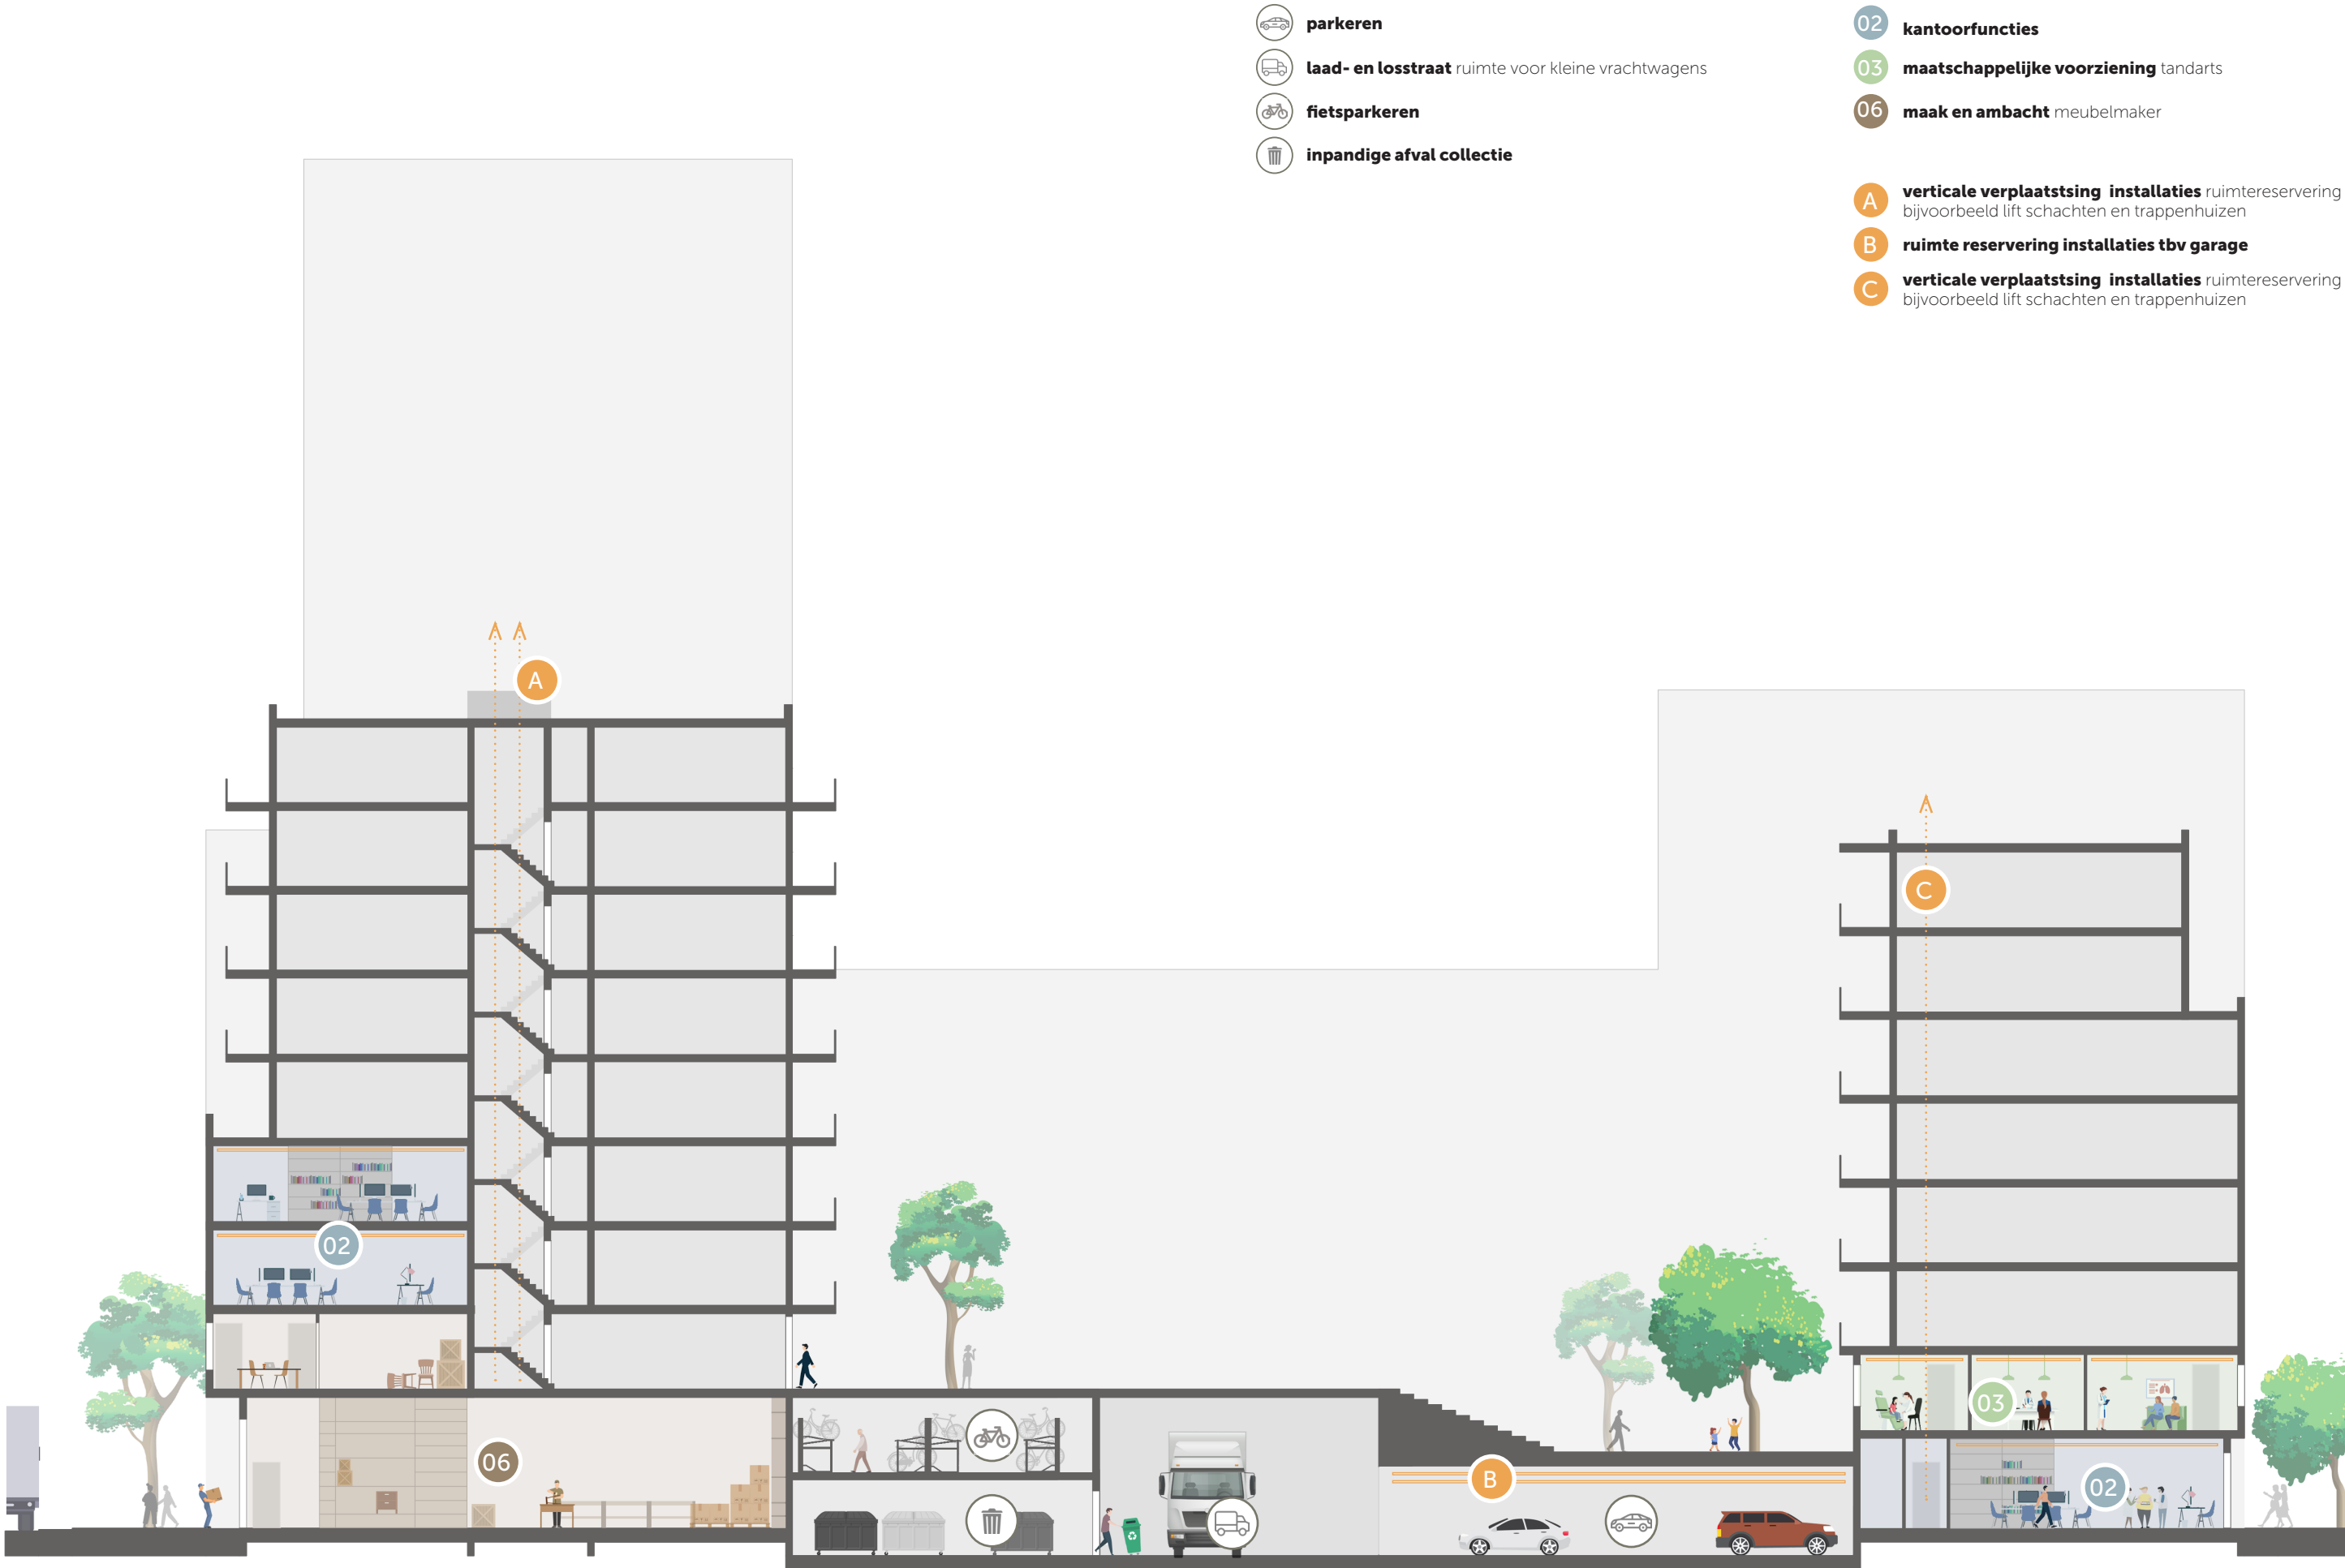 parkeren
laad- en losstraat ruimte voor kleine vrachtwagens
fietsparkeren
inpandige afval collectie
02 kantoorfuncties
03 maatschappelijke voorziening tandarts
06 maak en ambacht meubelmaker
A verticale verplaatstsing installaties ruimtereservering
bijvoorbeeld lift schachten en trappenhuizen
B ruimte reservering installaties tbv garage
C verticale verplaatstsing installaties ruimtereservering
bijvoorbeeld lift schachten en trappenhuizen
A
C
02
03
06
B
02